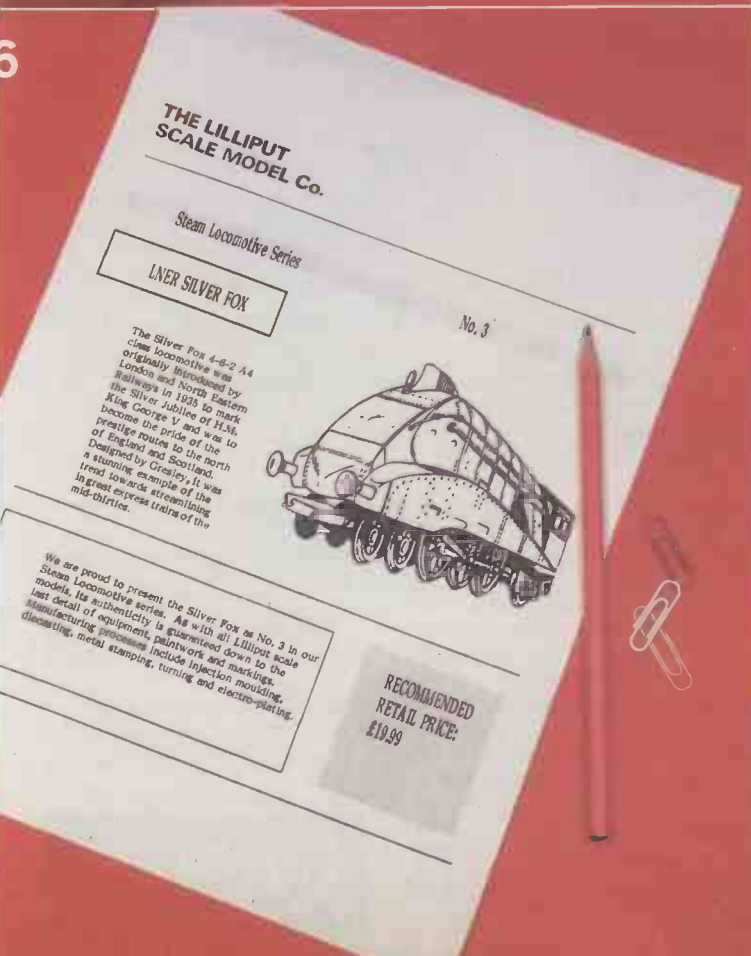 6
THE LILLIPUT
SCALE MODEL Co.
Steam Locomotive Series
LNER SILVER FOX
No. 3
The Silver Fox 4-6-2 A4
class locomotive was
originally introduced by
London and North Eastern
Railways in 1935 to mark
the Silver Jubilee of H.M.
King George V and was to
become the pride of the
prestige routes to the north
of England and Scotland.
Designed by Gresley, it was
a stunning example of the
trend towards streamlining
in great express trains of the
mid-thirties.
We are proud to present the Silver Fox as No. 3 in our
Steam Locomotive series. As with all Lilliput scale
models, its authenticity is guaranteed down to the
last detail of equipment, paintwork and markings.
Manufacturing processes include injection moulding,
diecasting, metal stamping, turning and electro-plating.
RECOMMENDED
RETAIL PRICE:
£19.99